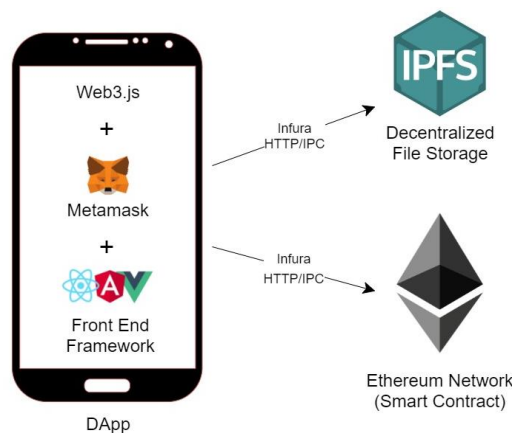 Web3.js
+
Metamask
+
A
Front End
Framework
DApp
Infura
HTTP/IPC
IPFS
Decentralized
File Storage
Infura
HTTP/IPC
Ethereum Network
(Smart Contract)